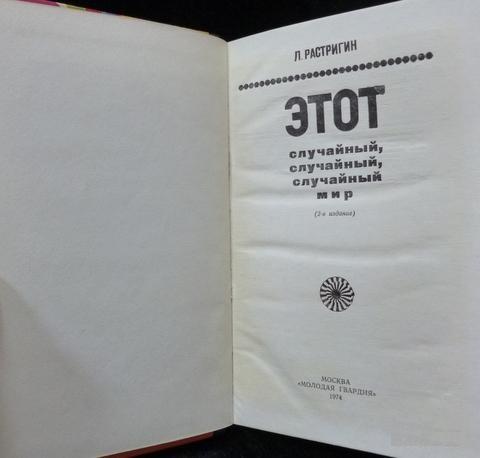 Л. РАСТРИГИН
ЭТОТ
случайный,
случайный,
случайный
мир
(2-е издание)
МОСКВА
«МОЛОДАЯ ГВАРДИЯ»
1974